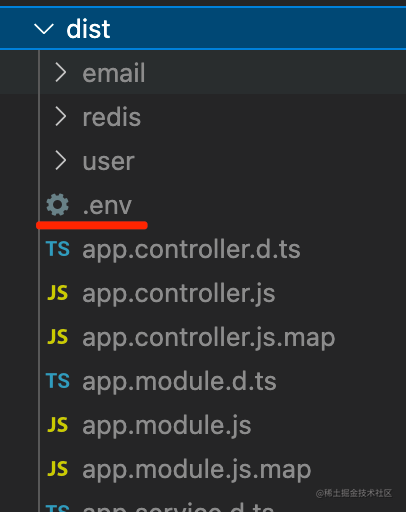 dist
email
redis
user
.env
TS app.controller.d.ts
JS app.controller.js
JS app.controller.js.map
TS app.module.d.ts
JS app.module.js
JS app.module.js.map
TS app.service.d.ts
@稀土掘金技术社区